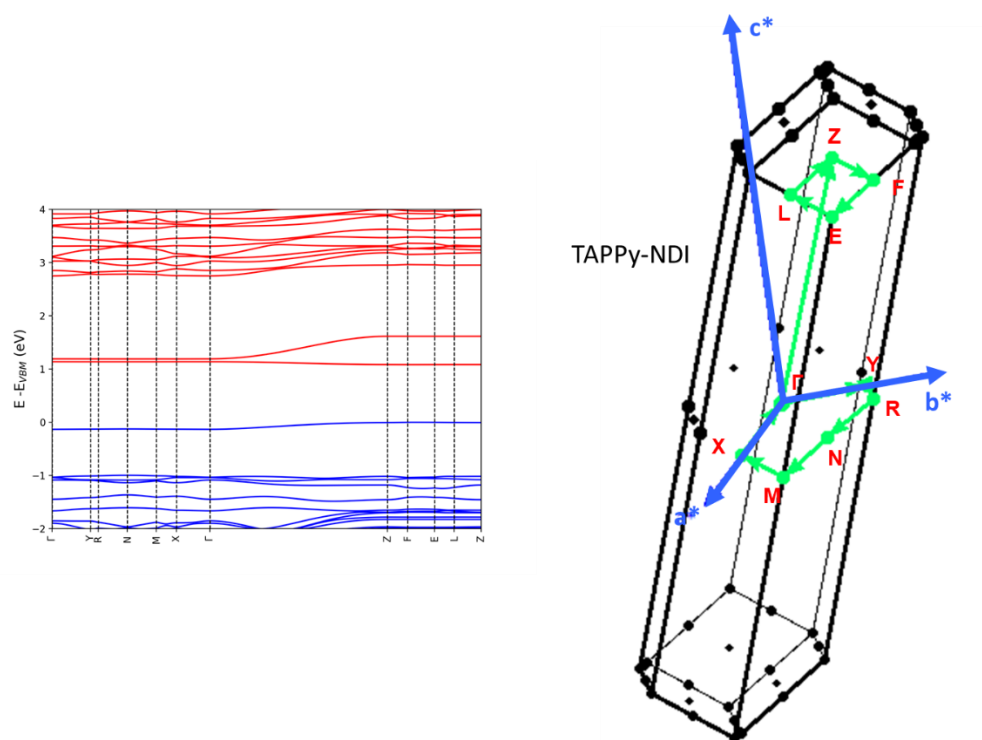 E -E_VBM (eV)
4
3
2
1
0
−1
−2
Γ
Y
R
N
M
X
Γ
Z
F
E
L
Z
TAPPy-NDI
c*
Z
F
L
E
Γ
Y
b*
R
X
N
M
a*